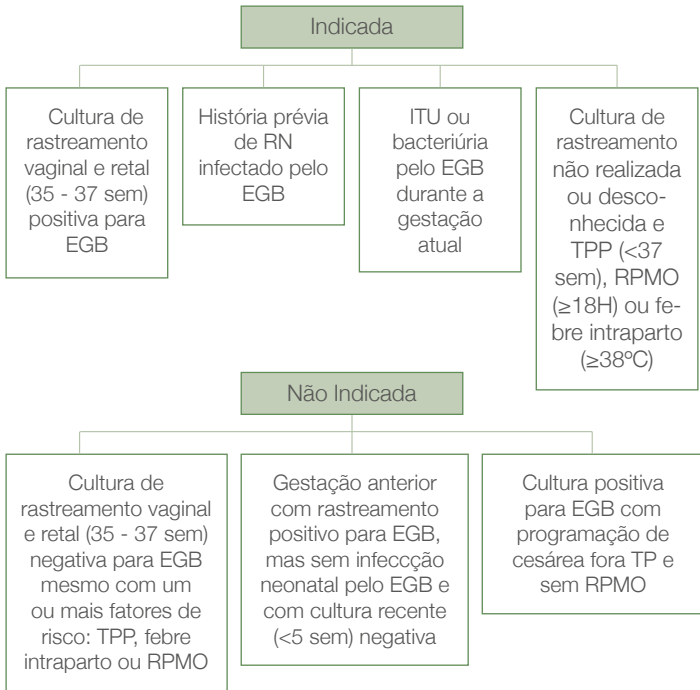 Indicada
Cultura de
rastreamento
vaginal e retal
(35 - 37 sem)
positiva para
EGB
História prévia
de RN
infectado pelo
EGB
ITU ou
bacteriúria
pelo EGB
durante a
gestação
atual
Cultura de
rastreamento
não realizada
ou desco-
nhecida e
TPP (<37
sem), RPMO
(≥18H) ou fe-
bre intraparto
(≥38ºC)
Não Indicada
Cultura de
rastreamento vaginal
e retal (35 - 37 sem)
negativa para EGB
mesmo com um
ou mais fatores de
risco: TPP, febre
intraparto ou RPMO
Gestação anterior
com rastreamento
positivo para EGB,
mas sem infeccção
neonatal pelo EGB e
com cultura recente
(<5 sem) negativa
Cultura positiva
para EGB com
programação de
cesárea fora TP e
sem RPMO